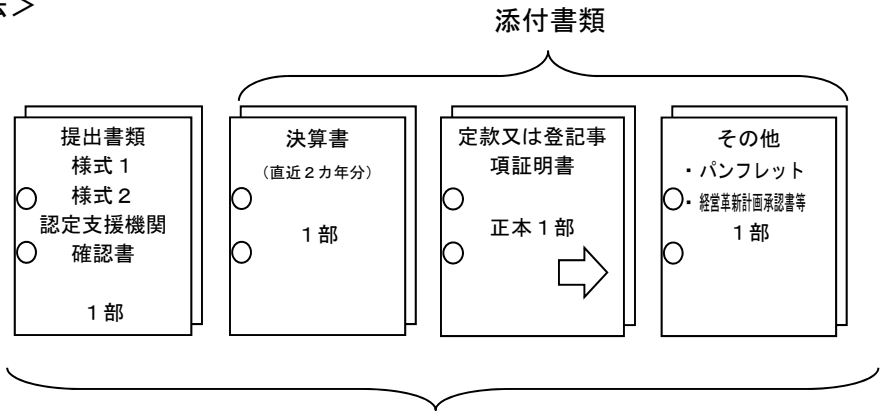 ＞
添付書類
提出書類
様式１
様式２
認定支援機関
確認書
１部
決算書
（直近２カ年分）
１部
定款又は登記事
項証明書
正本１部
その他
・パンフレット
・経営革新計画承認書等
１部